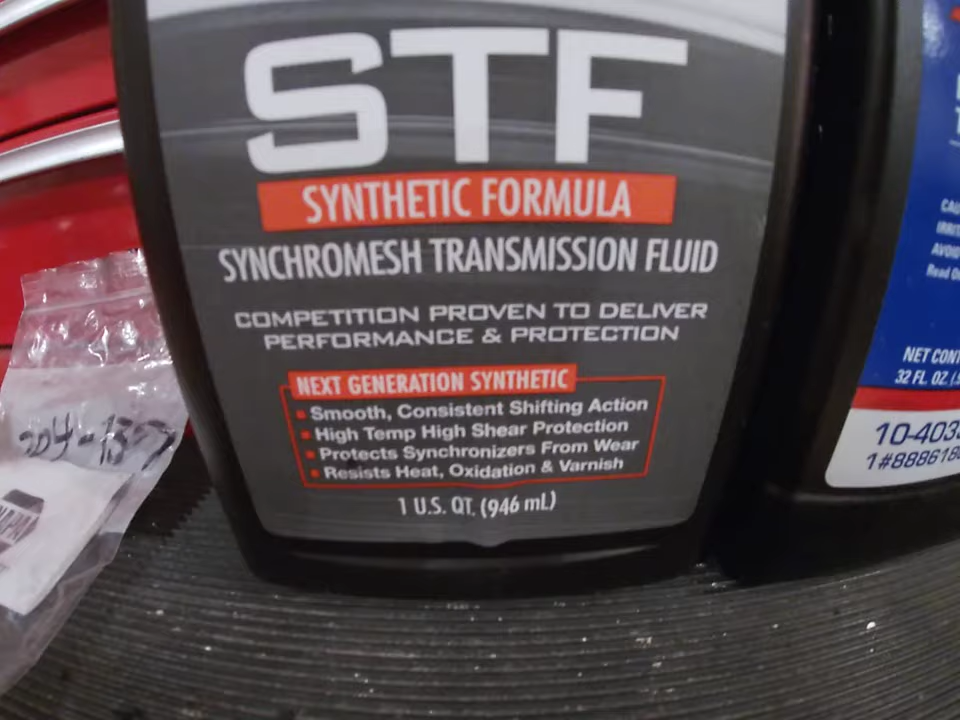 STF
SYNTHETIC FORMULA
SYNCHROMESH TRANSMISSION FLUID
COMPETITION PROVEN TO DELIVER
PERFORMANCE & PROTECTION
NEXT GENERATION SYNTHETIC
• Smooth, Consistent Shifting Action
• High Temp High Shear Protection
• Protects Synchronizers From Wear
• Resists Heat, Oxidation & Varnish
1 U.S. QT. (946 mL)
Read
NET
32 FL. OZ.